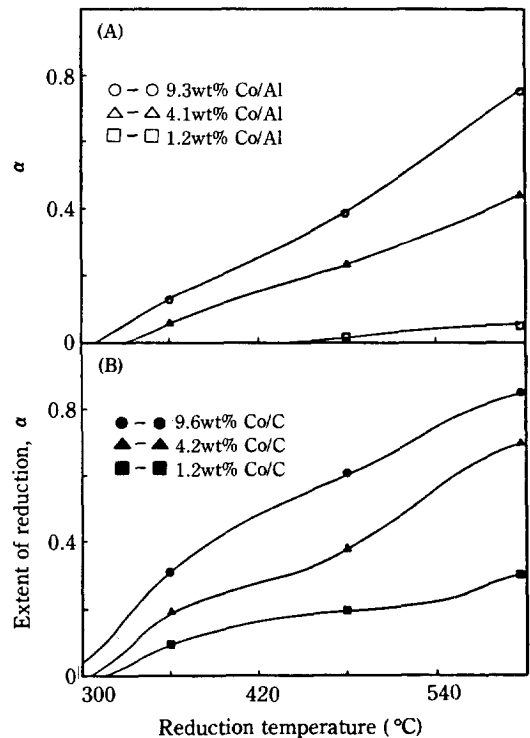 (A)
0.8
○ - ○ 9.3wt% Co/Al
△ - △ 4.1wt% Co/Al
□ - □ 1.2wt% Co/Al
α
0.4
0
(B)
● - ● 9.6wt% Co/C
▲ - ▲ 4.2wt% Co/C
■ - ■ 1.2wt% Co/C
0.8
Extent of reduction, α
0.4
0
300 420 540
Reduction temperature (°C)